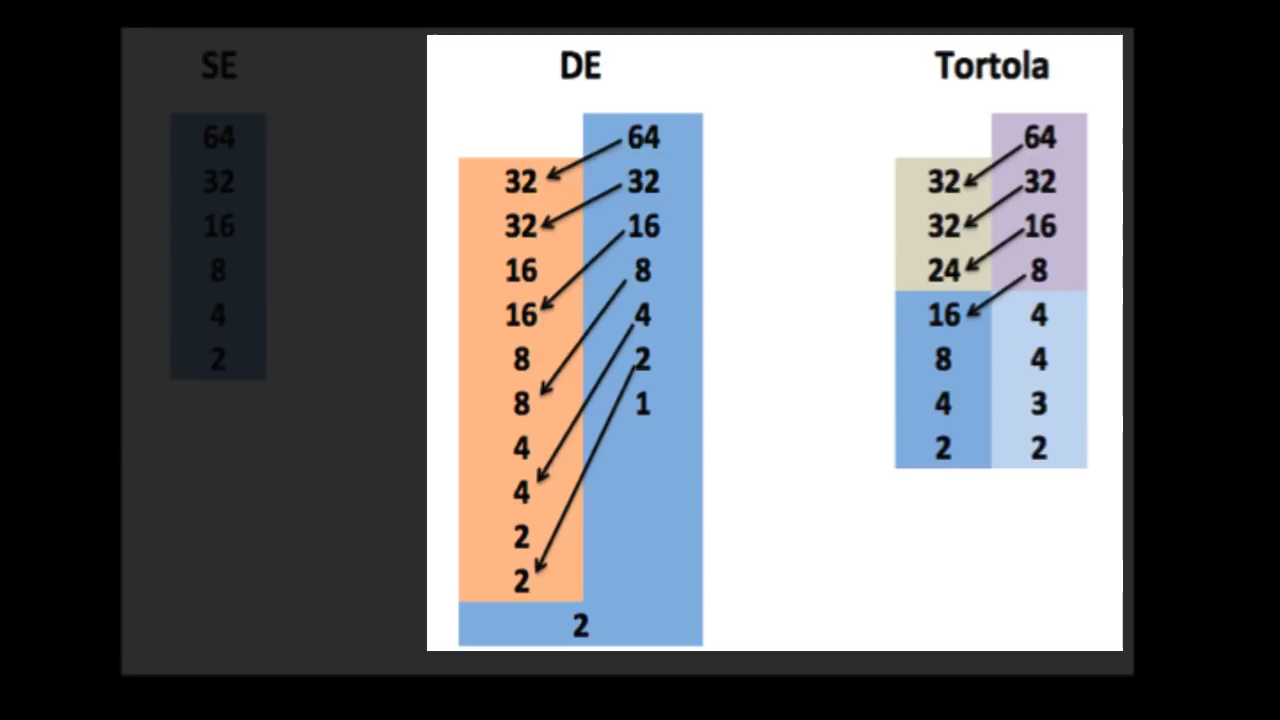 SE DE Tortola
64 64 64
32 32 32 32 32
16 32 16 32 16
8 16 8 24 8
4 16 4 16 4
2 8 2 8 4
8 1 4 3
4 2 2
4
2
2
2